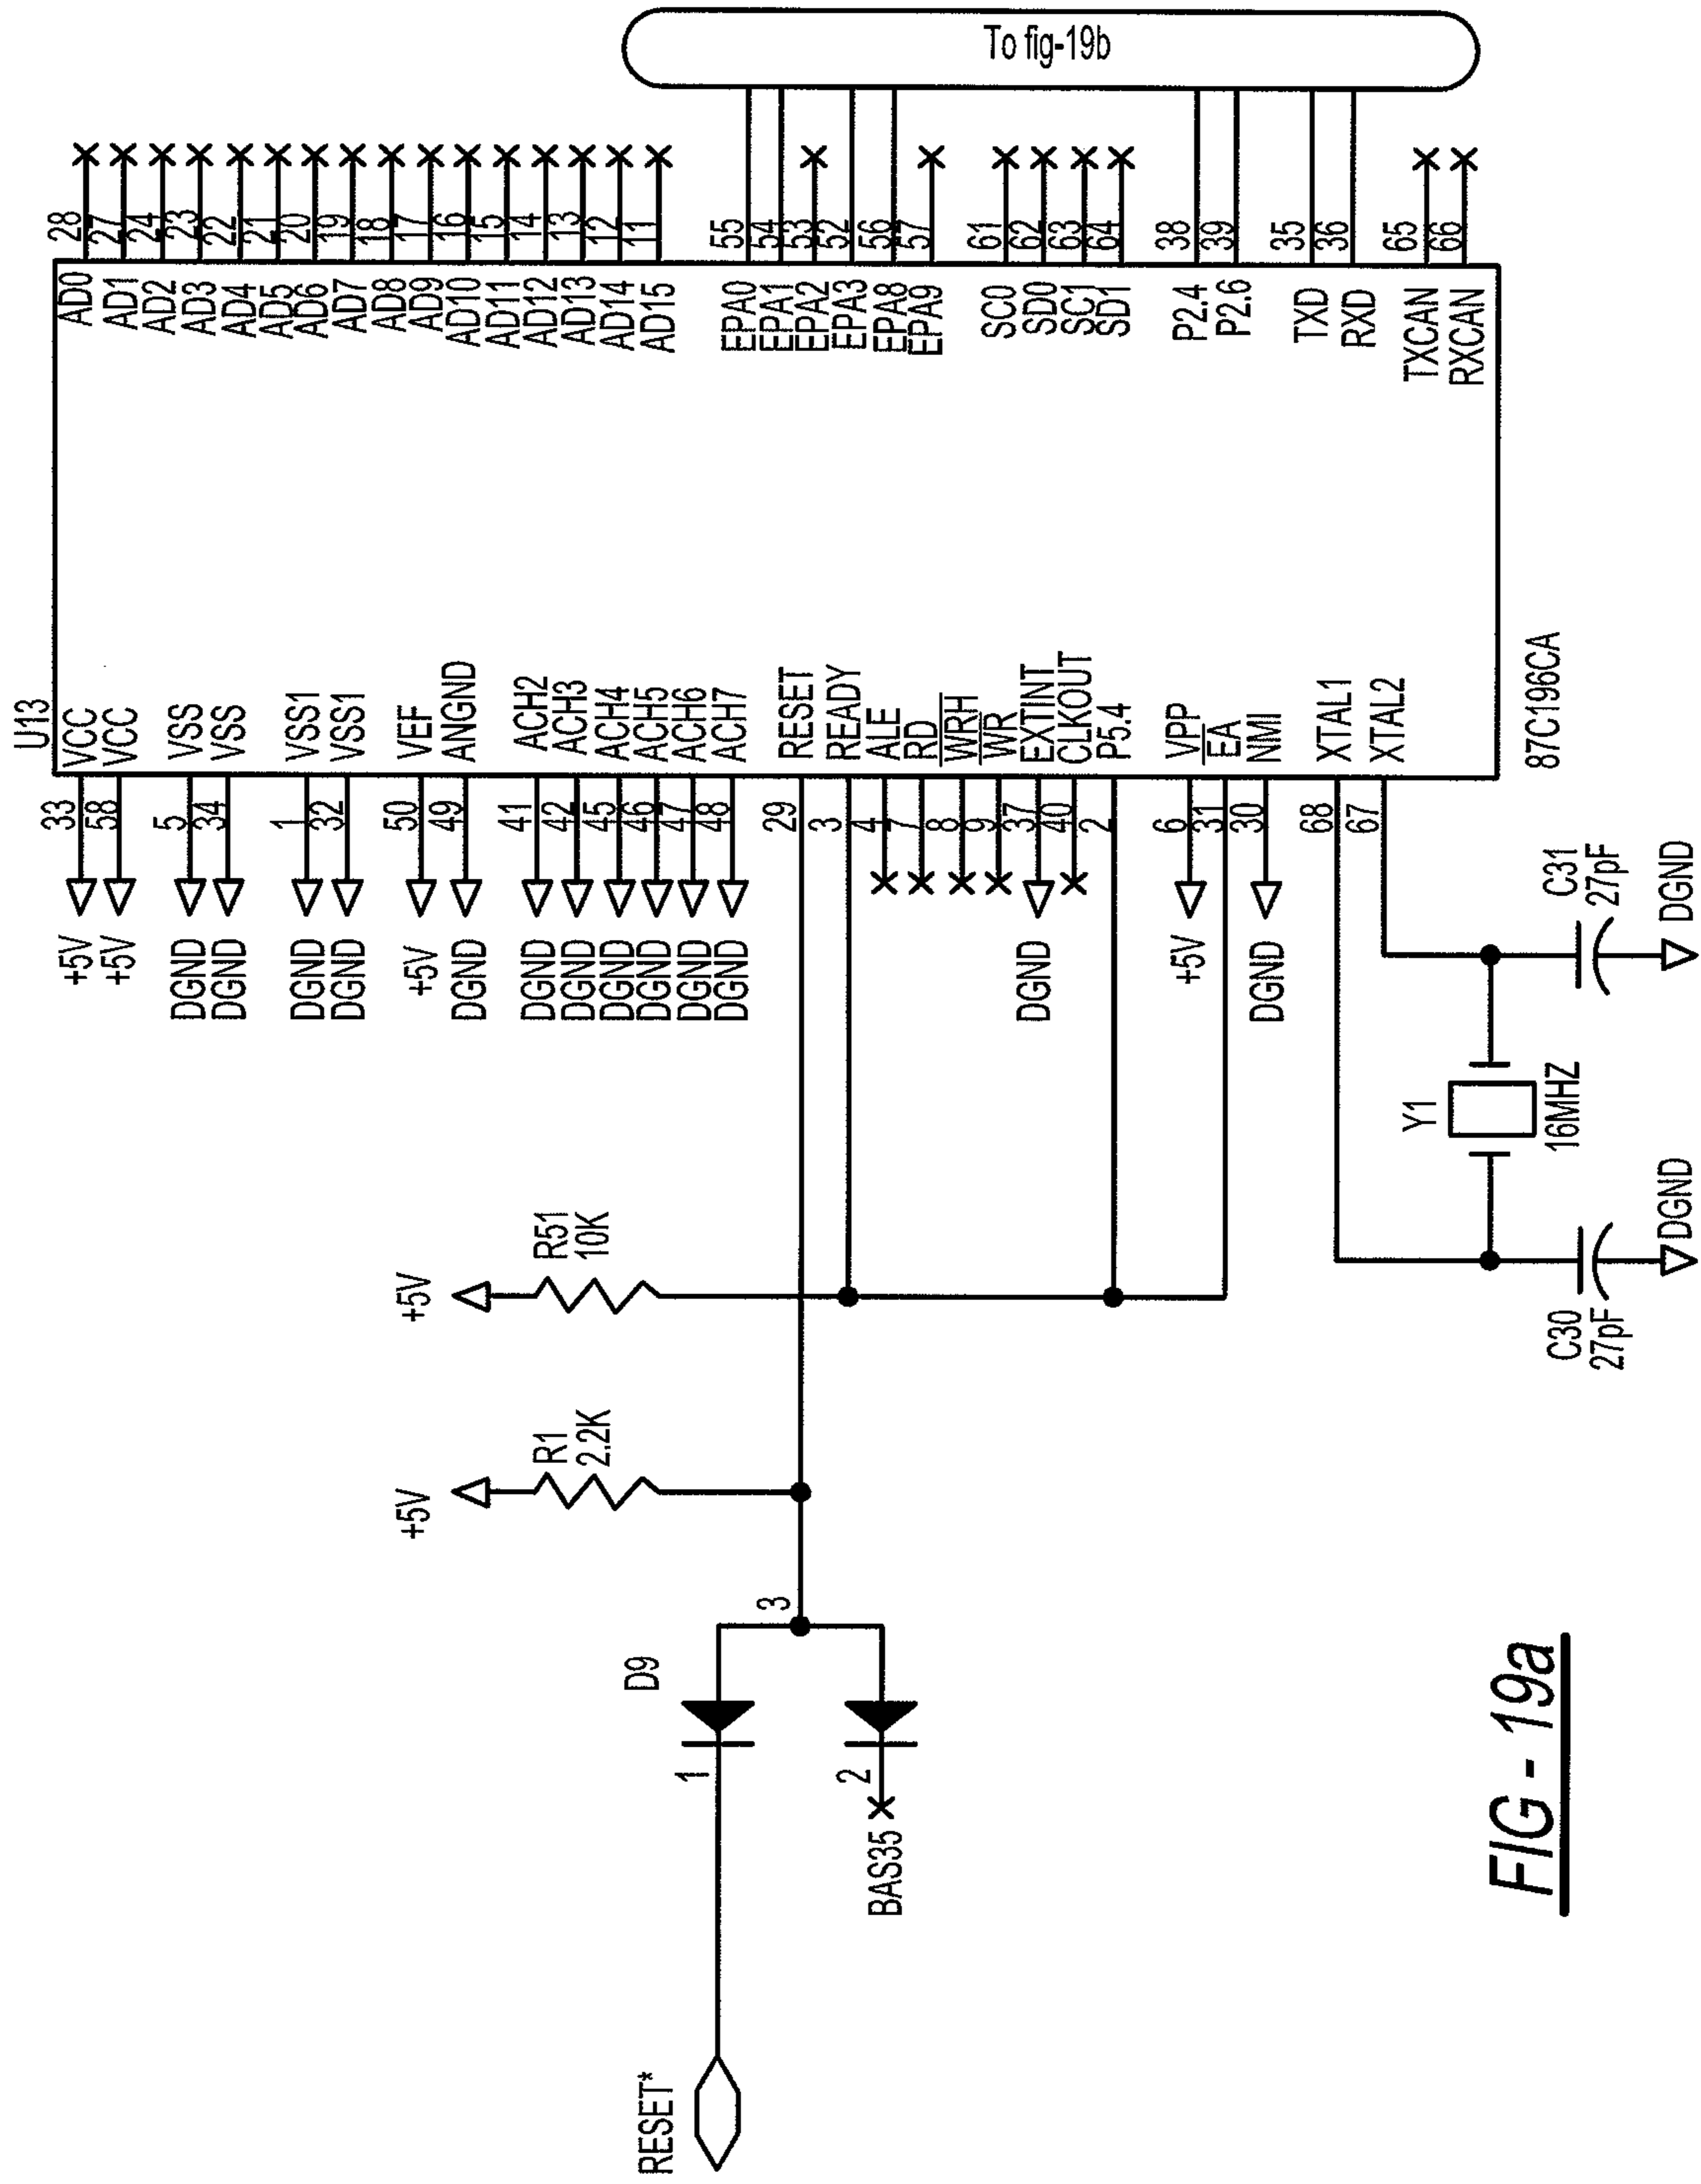 To fig-19b
U13
33 VCC +5V
58 VCC +5V
5 VSS DGND
34 VSS DGND
1 VSS1 DGND
32 VSS1 DGND
50 VEF +5V
49 ANGND DGND
41 ACH2 DGND
42 ACH3 DGND
45 ACH4 DGND
46 ACH5 DGND
47 ACH6 DGND
48 ACH7 DGND
29 RESET
3 READY
4 ALE
7 RD
8 WRH
9 WR
37 EXTINT DGND
40 CLKOUT
2 P5.4
6 VPP +5V
31 EA
30 NMI DGND
68 XTAL1
67 XTAL2
AD0 28
AD1 27
AD2 24
AD3 23
AD4 22
AD5 21
AD6 20
AD7 19
AD8 18
AD9 17
AD10 16
AD11 15
AD12 14
AD13 13
AD14 12
AD15 11
EPA0 55
EPA1 54
EPA2 53
EPA3 52
EPA8 56
EPA9 57
SC0 61
SD0 62
SC1 63
SD1 64
P2.4 38
P2.6 39
TXD 35
RXD 36
TXCAN 65
RXCAN 66
87C196CA
+5V
R51
10K
+5V
R1
2.2K
D9
1
3
2
BAS35
RESET*
Y1
16MHZ
C30
27pF
DGND
C31
27pF
DGND
FIG - 19a